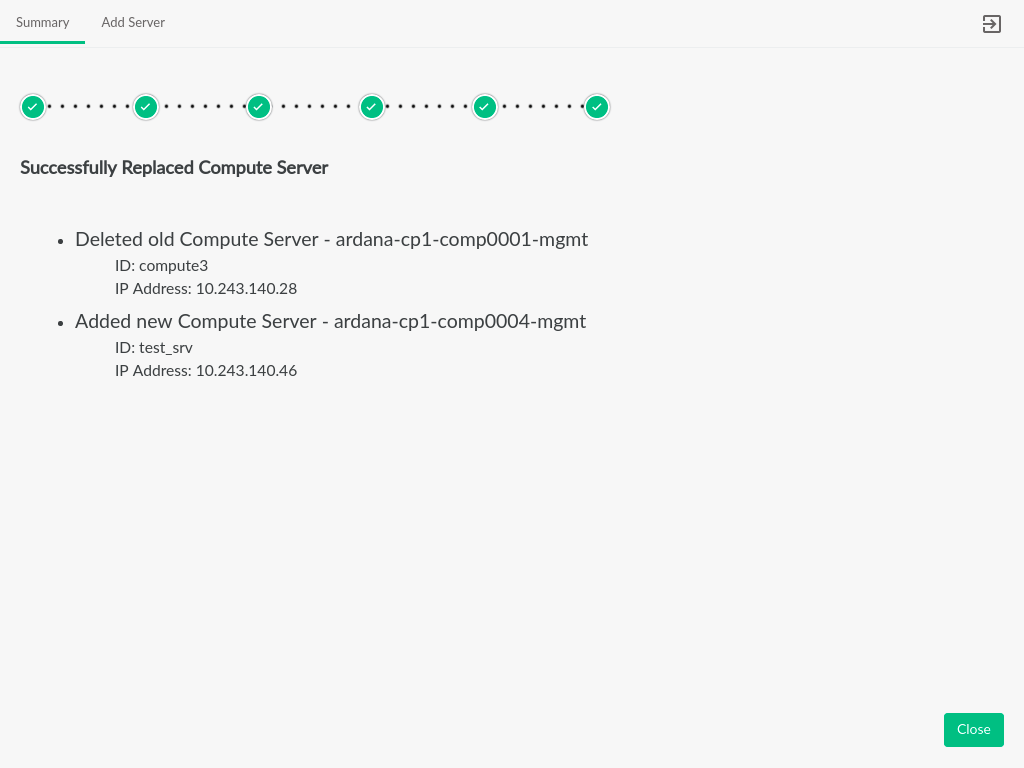 Summary Add Server
Successfully Replaced Compute Server
Deleted old Compute Server - ardana-cp1-comp0001-mgmt
ID: compute3
IP Address: 10.243.140.28
Added new Compute Server - ardana-cp1-comp0004-mgmt
ID: test_srv
IP Address: 10.243.140.46
Close